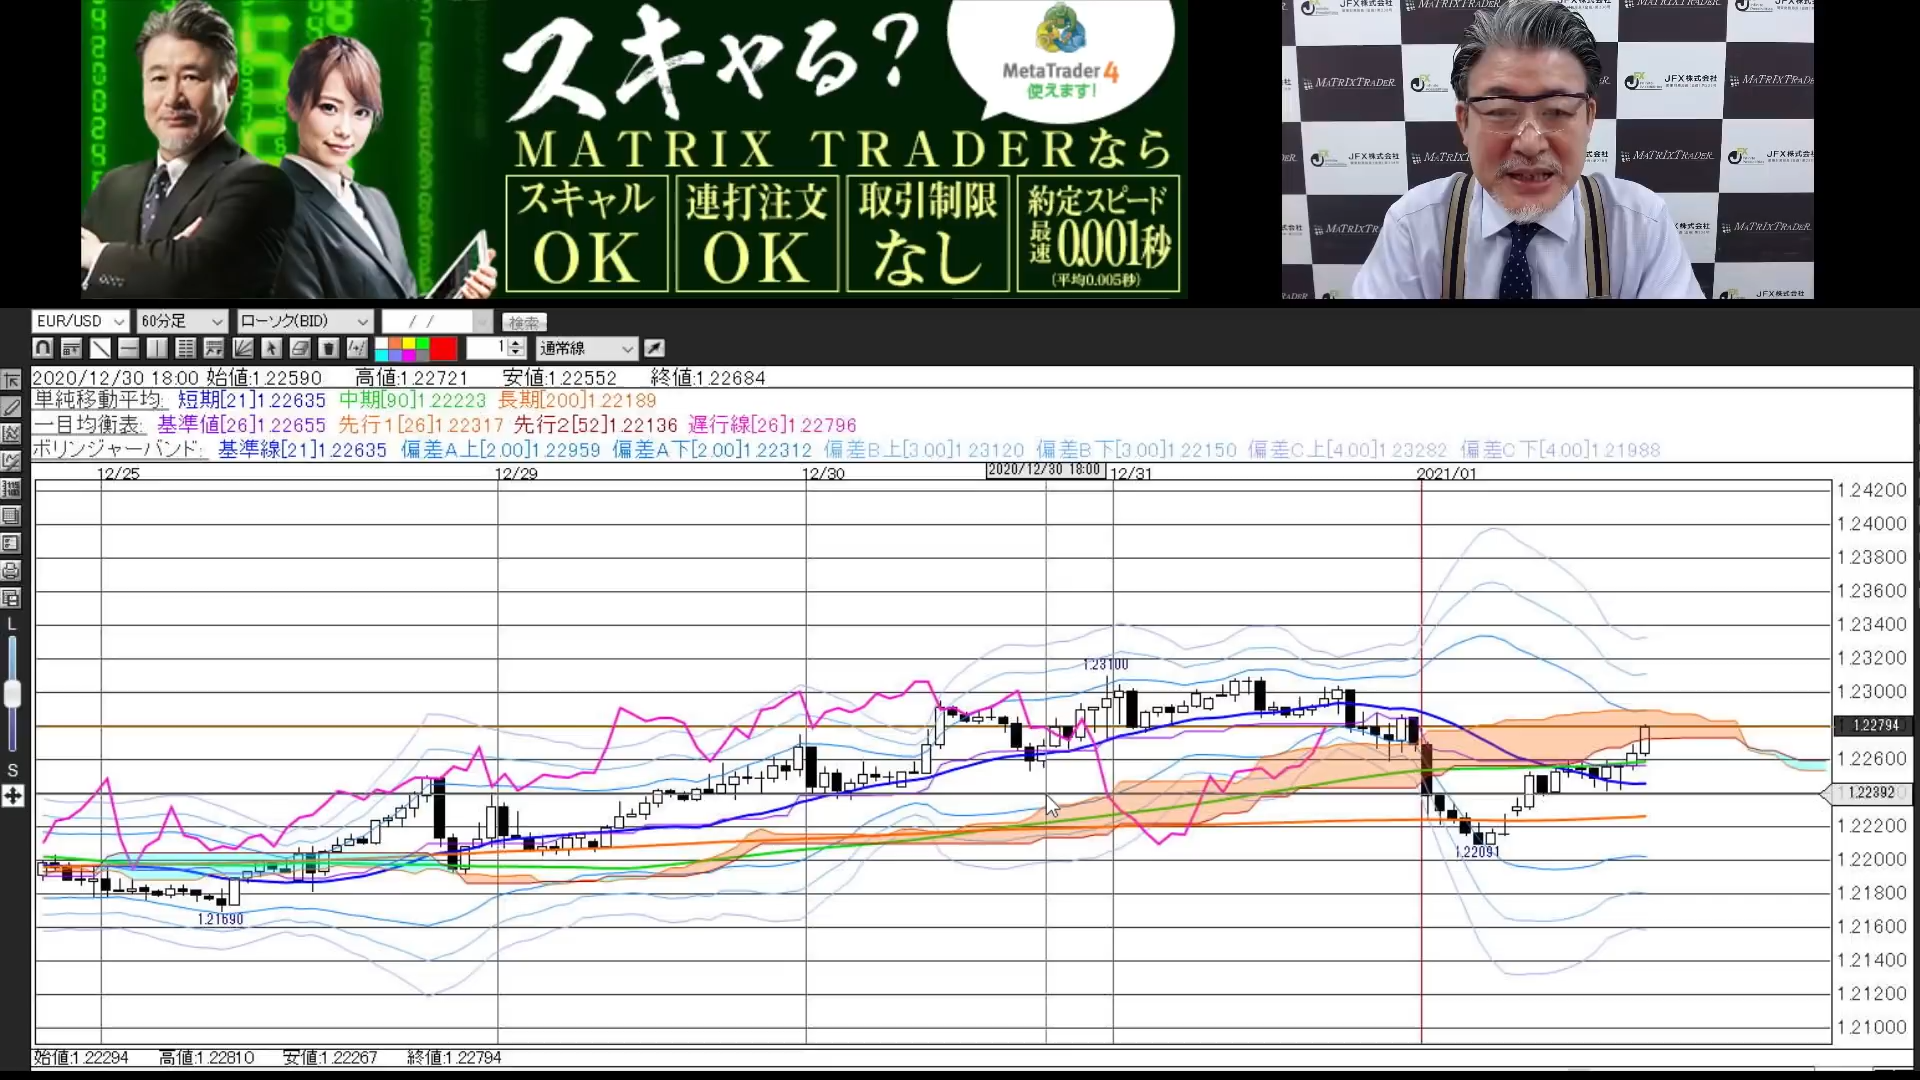 スキャる?
MetaTrader 4
使えます!
MATRIX TRADERなら
スキャル
OK
連打注文
OK
取引制限
なし
約定スピード
最速 0.001秒
(平均0.005秒)
JFX株式会社
MATRIXTRADER
EUR/USD 60分足 ローソク(BID) / / 検索
1 通常線
2020/12/30 18:00 始値:1.22590 高値:1.22721 安値:1.22552 終値:1.22684
単純移動平均: 短期[21]1.22635 中期[90]1.22223 長期[200]1.22189
一目均衡表: 基準値[26]1.22655 先行1[26]1.22317 先行2[52]1.22136 遅行線[26]1.22796
ボリンジャーバンド: 基準線[21]1.22635 偏差A上[2.00]1.22959 偏差A下[2.00]1.22312 偏差B上[3.00]1.23120 偏差B下[3.00]1.22150 偏差C上[4.00]1.23282 偏差C下[4.00]1.21988
12/25 12/29 12/30 2020/12/30 18:00 12/31 2021/01
1.24200
1.24000
1.23800
1.23600
1.23400
1.23200
1.23100
1.23000
1.22794
1.22600
1.22392
1.22200
1.22091
1.22000
1.21800
1.21690
1.21600
1.21400
1.21200
1.21000
L
S
始値:1.22294 高値:1.22810 安値:1.22267 終値:1.22794